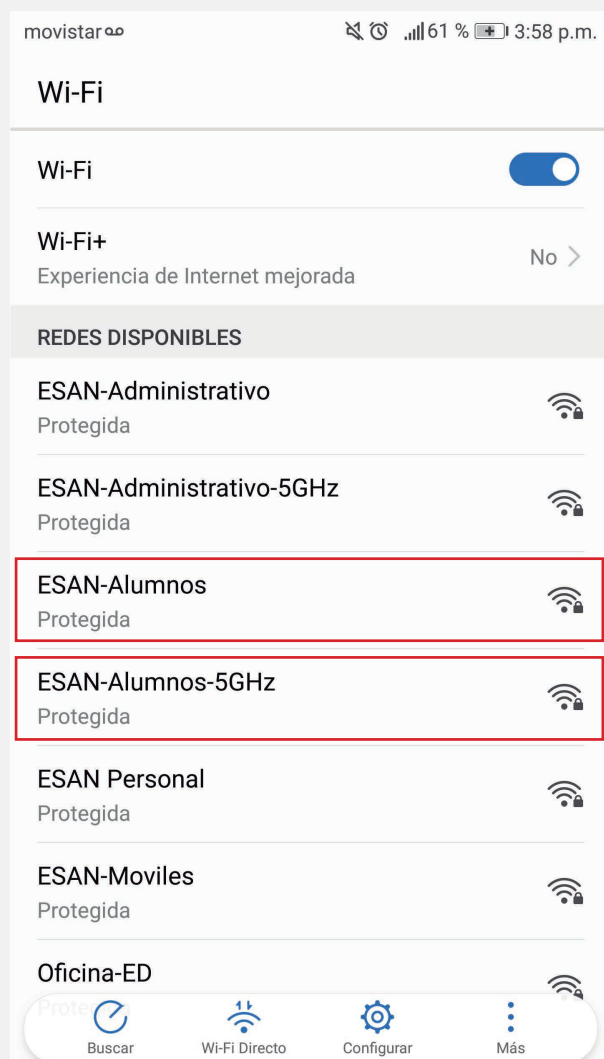 movistar 61 % 3:58 p.m.
Wi-Fi
Wi-Fi
Wi-Fi+
Experiencia de Internet mejorada
No
REDES DISPONIBLES
ESAN-Administrativo
Protegida
ESAN-Administrativo-5GHz
Protegida
ESAN-Alumnos
Protegida
ESAN-Alumnos-5GHz
Protegida
ESAN Personal
Protegida
ESAN-Moviles
Protegida
Oficina-ED
Protegida
Buscar Wi-Fi Directo Configurar Más